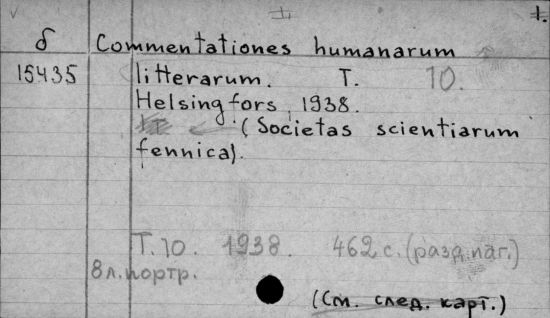 б Commentationes humanarum
15435 litterarum. T. 10.
Helsingfors, 1938.
(Societas scientiarum
fennica).
Т.10. 1938. 462 с. (разд. паг.)
8 л. портр.
(См. след. карт.)